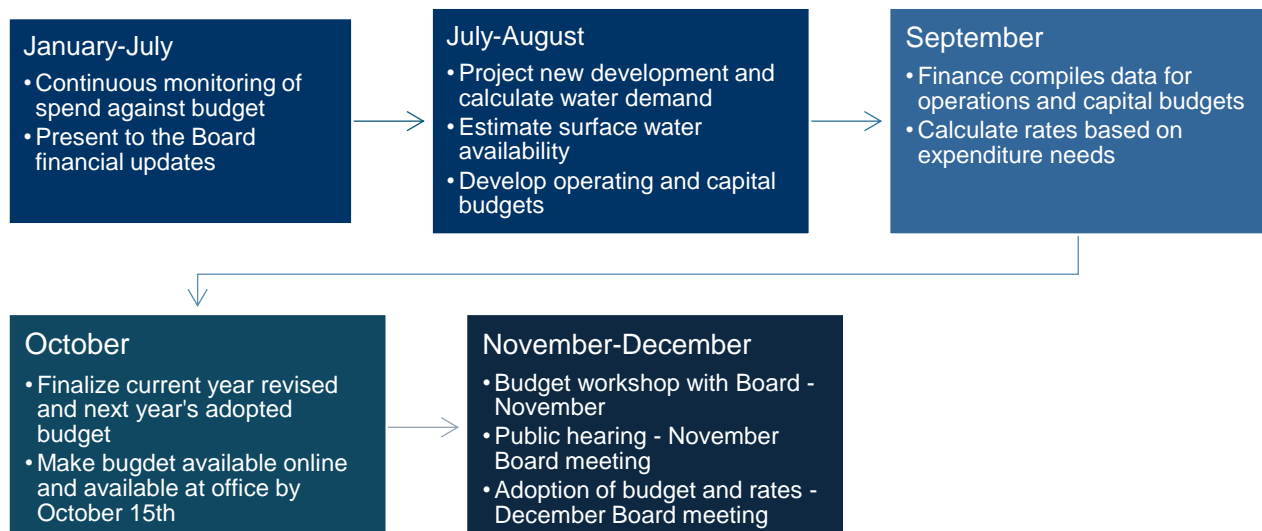 January-July
• Continuous monitoring of
spend against budget
• Present to the Board
financial updates
July-August
• Project new development and
calculate water demand
• Estimate surface water
availability
• Develop operating and capital
budgets
September
• Finance compiles data for
operations and capital budgets
• Calculate rates based on
expenditure needs
October
• Finalize current year revised
and next year's adopted
budget
• Make bugdet available online
and available at office by
October 15th
November-December
• Budget workshop with Board -
November
• Public hearing - November
Board meeting
• Adoption of budget and rates -
December Board meeting